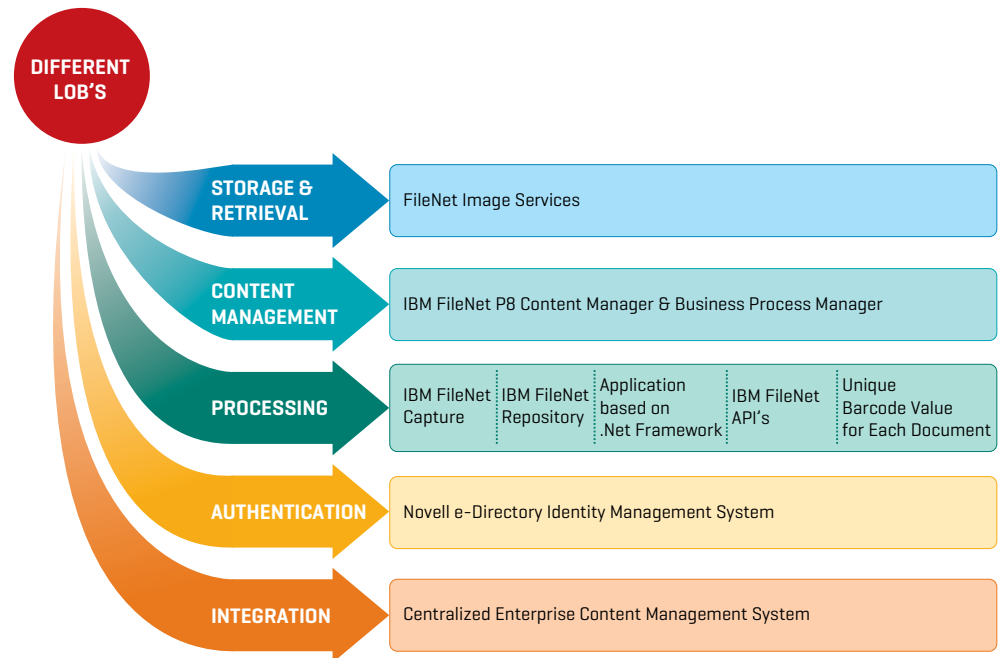 DIFFERENT
LOB'S
STORAGE &
RETRIEVAL
FileNet Image Services
CONTENT
MANAGEMENT
IBM FileNet P8 Content Manager & Business Process Manager
PROCESSING
IBM FileNet
Capture
IBM FileNet
Repository
Application
based on
.Net Framework
IBM FileNet
API's
Unique
Barcode Value
for Each Document
AUTHENTICATION
Novell e-Directory Identity Management System
INTEGRATION
Centralized Enterprise Content Management System